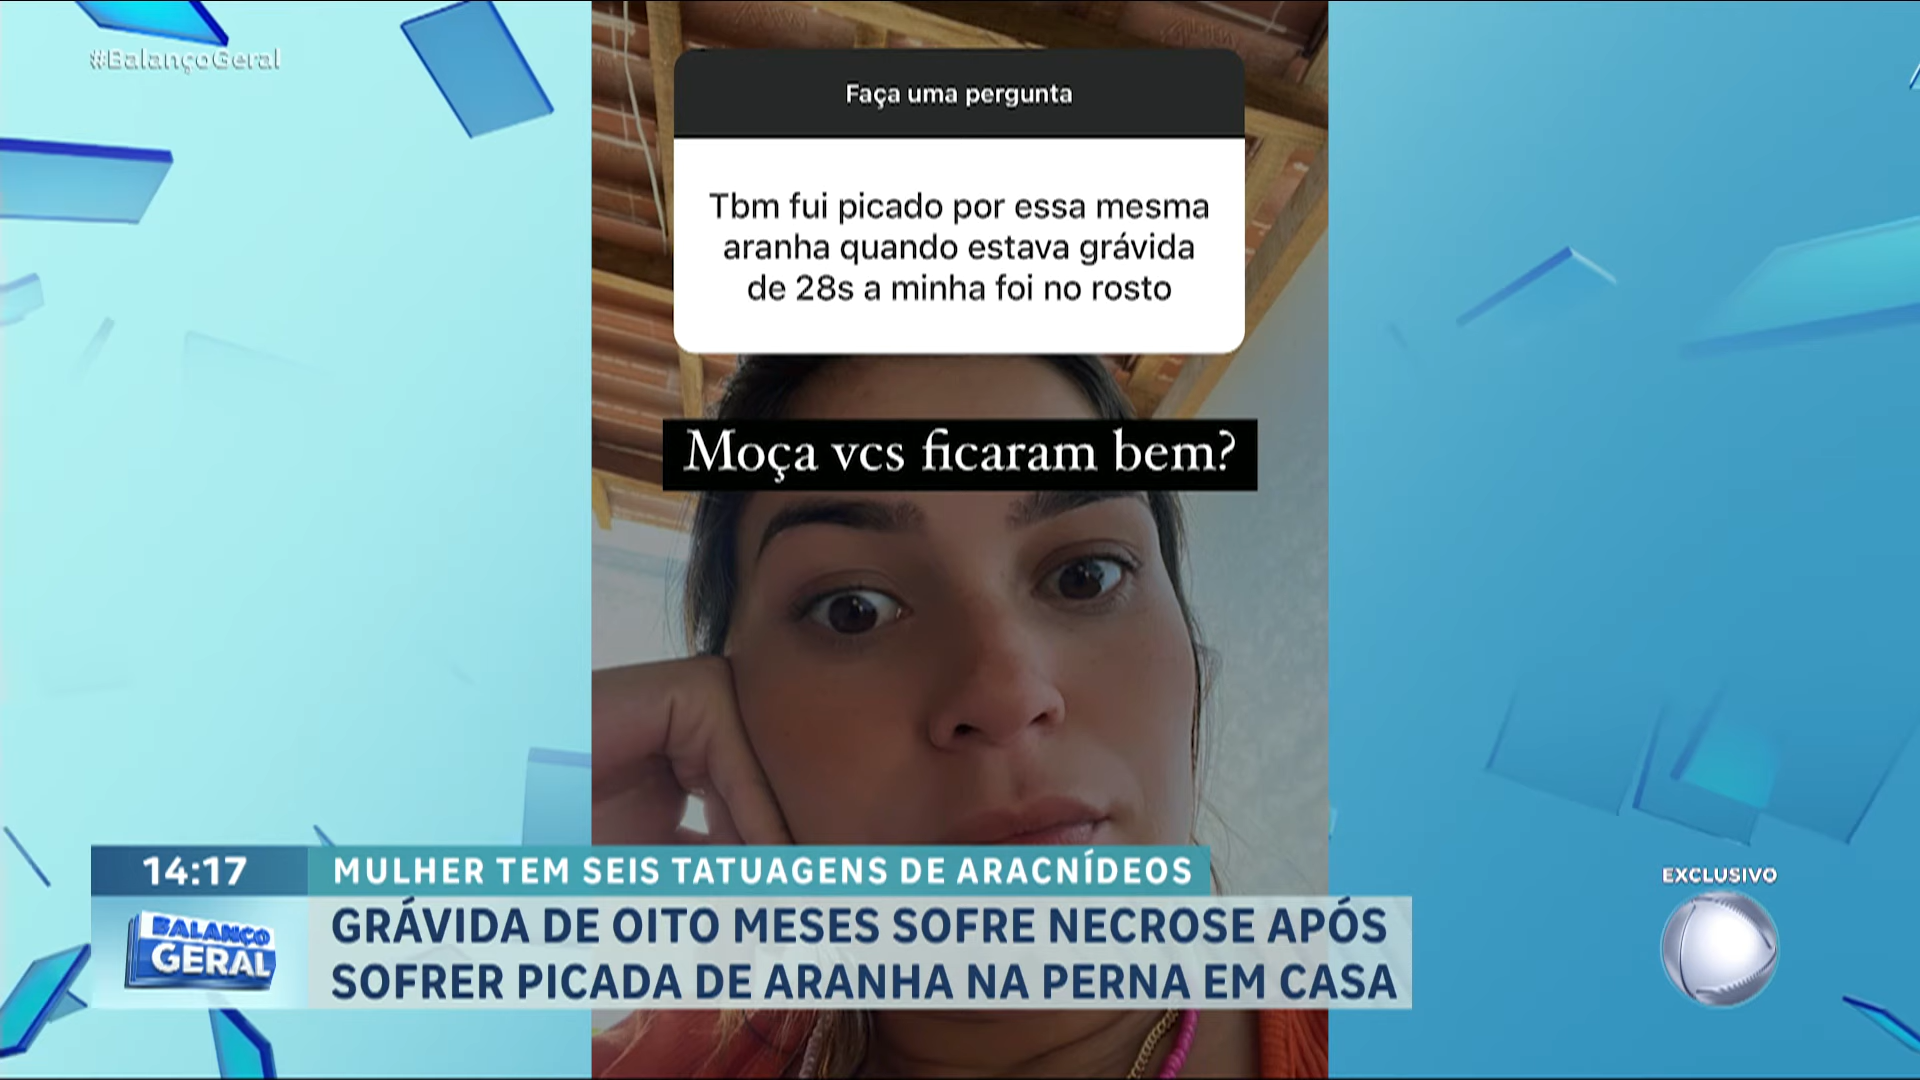 #BalançoGeral
Faça uma pergunta
Tbm fui picado por essa mesma
aranha quando estava grávida
de 28s a minha foi no rosto
Moça vcs ficaram bem?
14:17
MULHER TEM SEIS TATUAGENS DE ARACNÍDEOS
EXCLUSIVO
BALANÇO
GERAL
GRÁVIDA DE OITO MESES SOFRE NECROSE APÓS
SOFRER PICADA DE ARANHA NA PERNA EM CASA